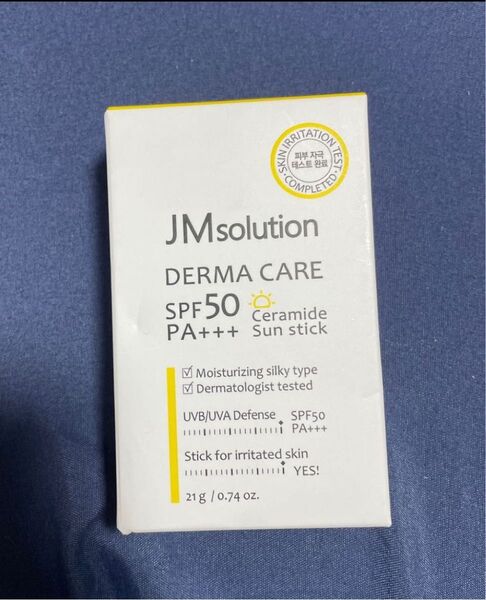 SKIN IRRITATION TEST
피부 자극
테스트 완료
COMPLETED
JMsolution
DERMA CARE
SPF50 Ceramide
PA+++ Sun stick
☑ Moisturizing silky type
☑ Dermatologist tested
UVB/UVA Defense SPF50
PA+++
Stick for irritated skin
YES!
21 g / 0.74 oz.